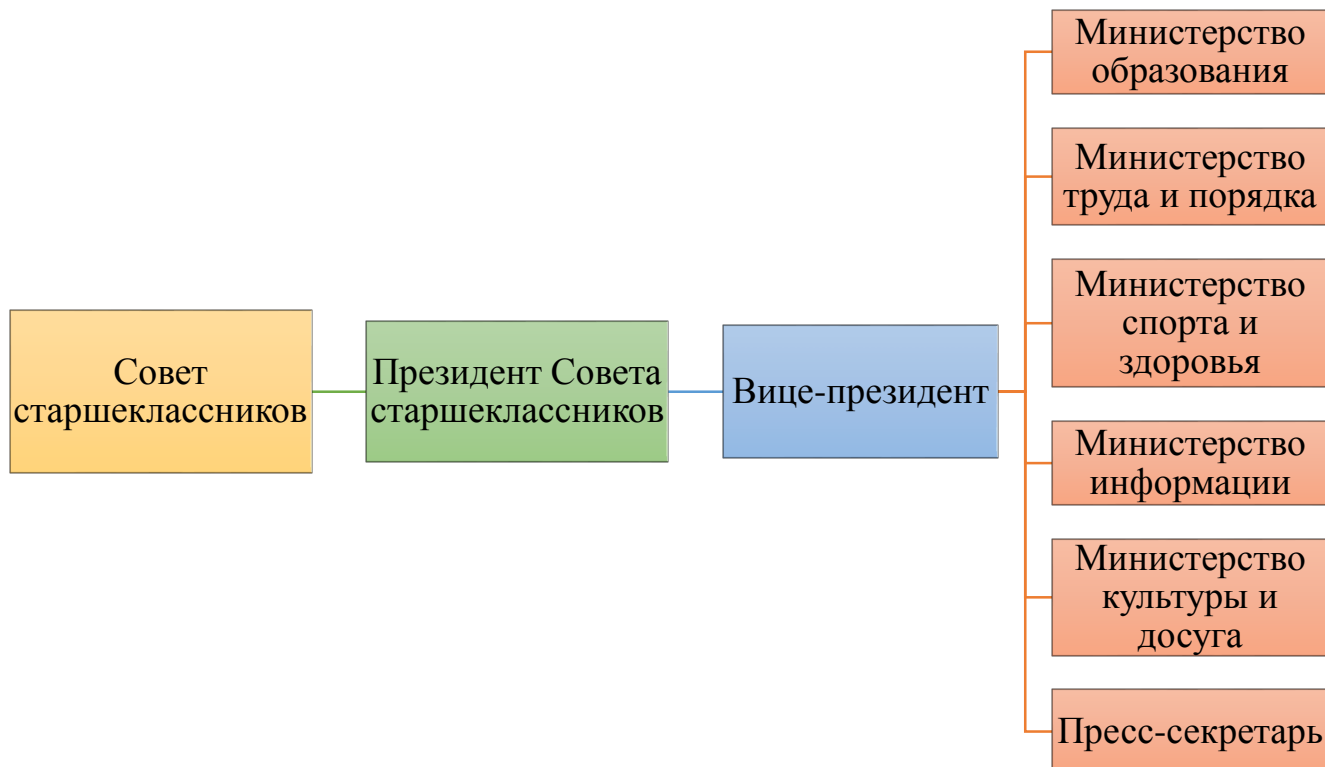 Совет
старшеклассников
Президент Совета
старшеклассников
Вице-президент
Министерство
образования
Министерство
труда и порядка
Министерство
спорта и
здоровья
Министерство
информации
Министерство
культуры и
досуга
Пресс-секретарь